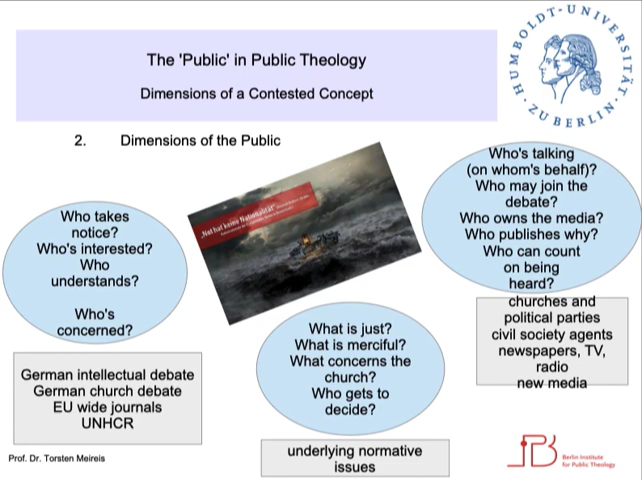 The 'Public' in Public Theology
Dimensions of a Contested Concept
HUMBOLDT-UNIVERSITÄT
ZU BERLIN
2. Dimensions of the Public
Who takes
notice?
Who's interested?
Who
understands?
Who's
concerned?
German intellectual debate
German church debate
EU wide journals
UNHCR
„Not hat keine Nationalität“
What is just?
What is merciful?
What concerns the
church?
Who gets to
decide?
underlying normative
issues
Who's talking
(on whom's behalf)?
Who may join the
debate?
Who owns the media?
Who publishes why?
Who can count
on being
heard?
churches and
political parties
civil society agents
newspapers, TV,
radio
new media
Prof. Dr. Torsten Meireis
Berlin Institute
for Public Theology